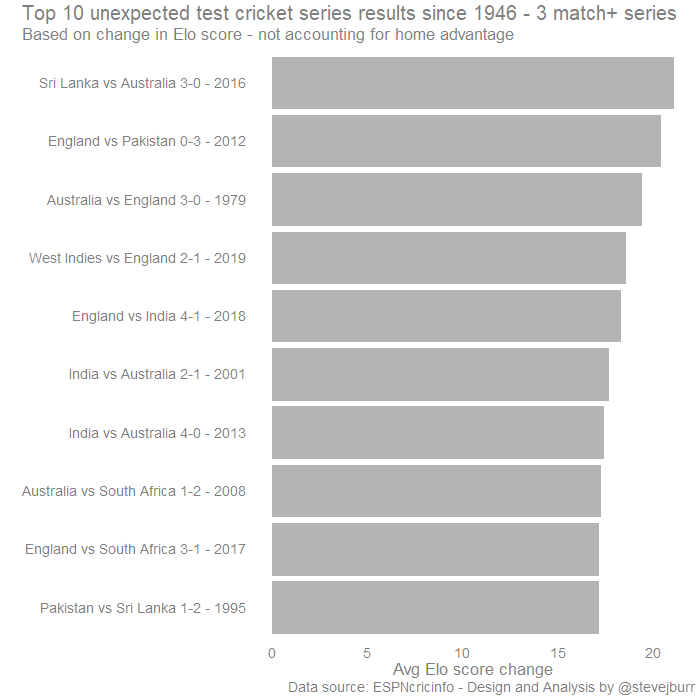 Top 10 unexpected test cricket series results since 1946 - 3 match+ series
Based on change in Elo score - not accounting for home advantage
Sri Lanka vs Australia 3-0 - 2016
England vs Pakistan 0-3 - 2012
Australia vs England 3-0 - 1979
West Indies vs England 2-1 - 2019
England vs India 4-1 - 2018
India vs Australia 2-1 - 2001
India vs Australia 4-0 - 2013
Australia vs South Africa 1-2 - 2008
England vs South Africa 3-1 - 2017
Pakistan vs Sri Lanka 1-2 - 1995
0 5 10 15 20
Avg Elo score change
Data source: ESPNcricinfo - Design and Analysis by @stevejburr